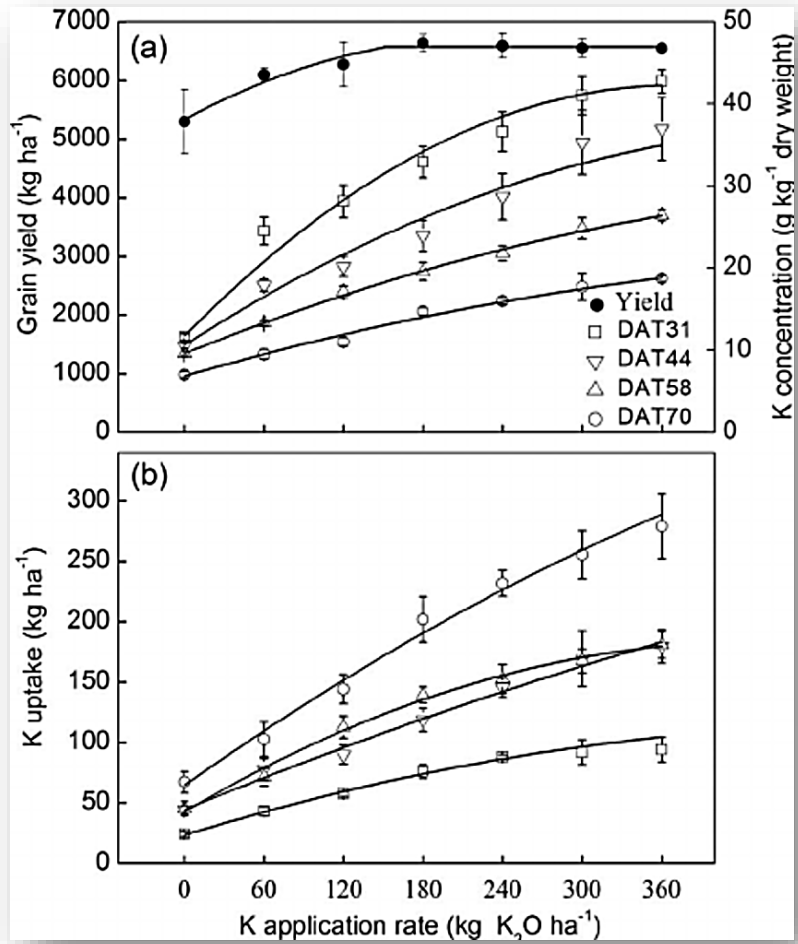 (a)
Grain yield (kg ha⁻¹)
7000
6000
5000
4000
3000
2000
1000
0
K concentration (g kg⁻¹ dry weight)
50
40
30
20
10
0
Yield
DAT31
DAT44
DAT58
DAT70
(b)
K uptake (kg ha⁻¹)
300
250
200
150
100
50
0
0 60 120 180 240 300 360
K application rate (kg K₂O ha⁻¹)